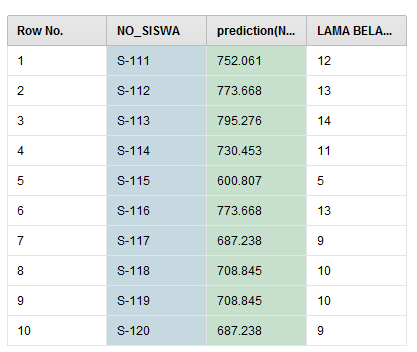 Row No. NO_SISWA prediction(N... LAMA BELA...
1 S-111 752.061 12
2 S-112 773.668 13
3 S-113 795.276 14
4 S-114 730.453 11
5 S-115 600.807 5
6 S-116 773.668 13
7 S-117 687.238 9
8 S-118 708.845 10
9 S-119 708.845 10
10 S-120 687.238 9